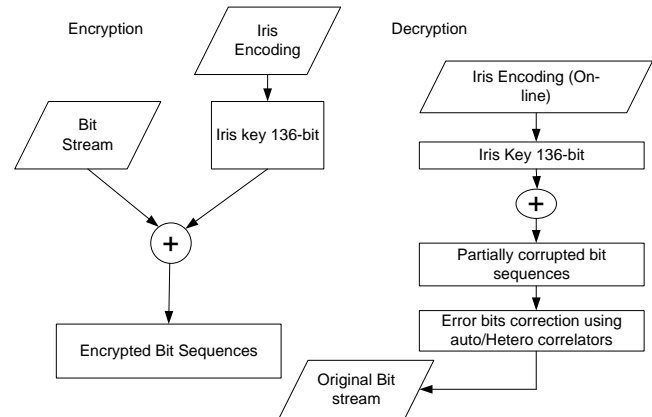 Encryption
Iris
Encoding
Bit
Stream
Iris key 136-bit
+
Encrypted Bit Sequences
Decryption
Iris Encoding (On-
line)
Iris Key 136-bit
+
Partially corrupted bit
sequences
Error bits correction using
auto/Hetero correlators
Original Bit
stream